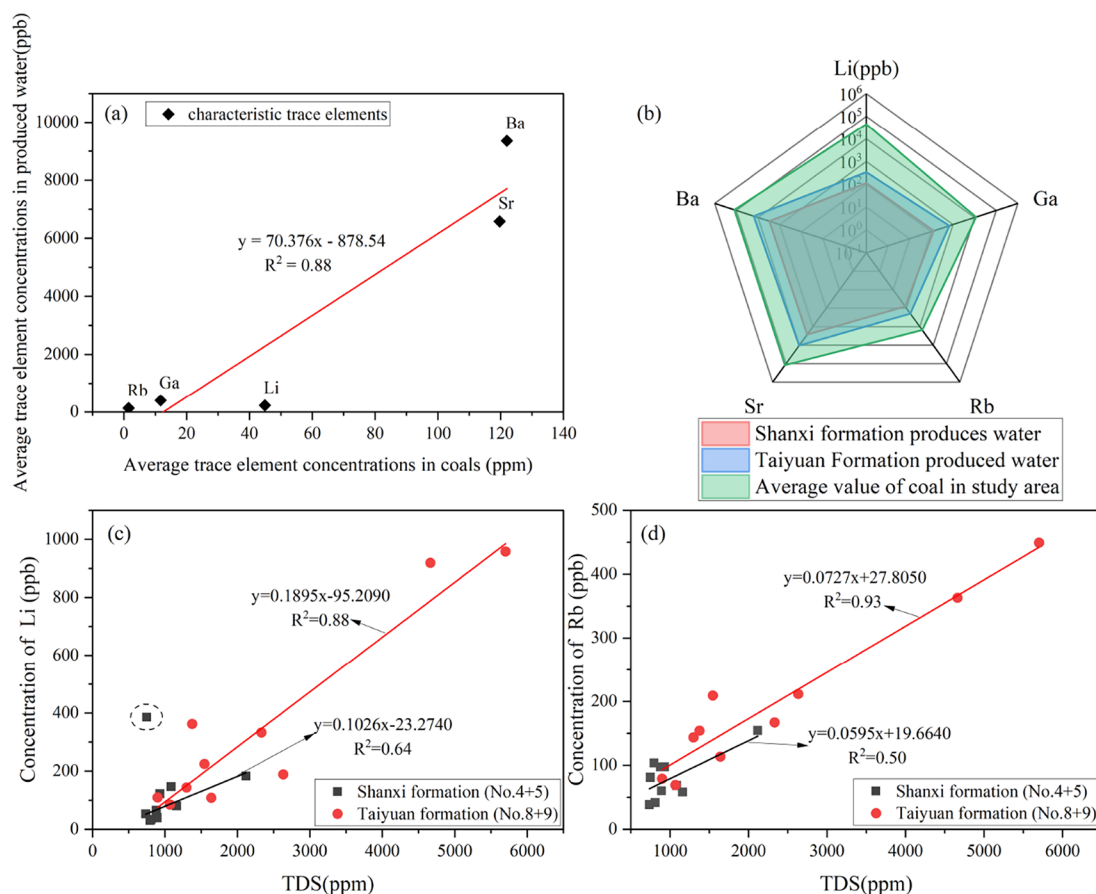 (a)
characteristic trace elements
Average trace element concentrations in produced water(ppb)
10000
8000
6000
4000
2000
0
Ba
Sr
y = 70.376x - 878.54
R² = 0.88
Rb
Ga
Li
0 20 40 60 80 100 120 140
Average trace element concentrations in coals (ppm)
(b)
Li(ppb)
10⁶
10⁵
10⁴
10³
10²
10¹
10⁰
Ba
Ga
Sr
Rb
Shanxi formation produces water
Taiyuan Formation produced water
Average value of coal in study area
(c)
Concentration of Li (ppb)
1000
800
600
400
200
0
y=0.1895x-95.2090
R²=0.88
y=0.1026x-23.2740
R²=0.64
Shanxi formation (No.4+5)
Taiyuan formation (No.8+9)
0 1000 2000 3000 4000 5000 6000
TDS(ppm)
(d)
Concentration of Rb (ppb)
500
400
300
200
100
0
y=0.0727x+27.8050
R²=0.93
y=0.0595x+19.6640
R²=0.50
Shanxi formation (No.4+5)
Taiyuan formation (No.8+9)
1000 2000 3000 4000 5000 6000
TDS(ppm)